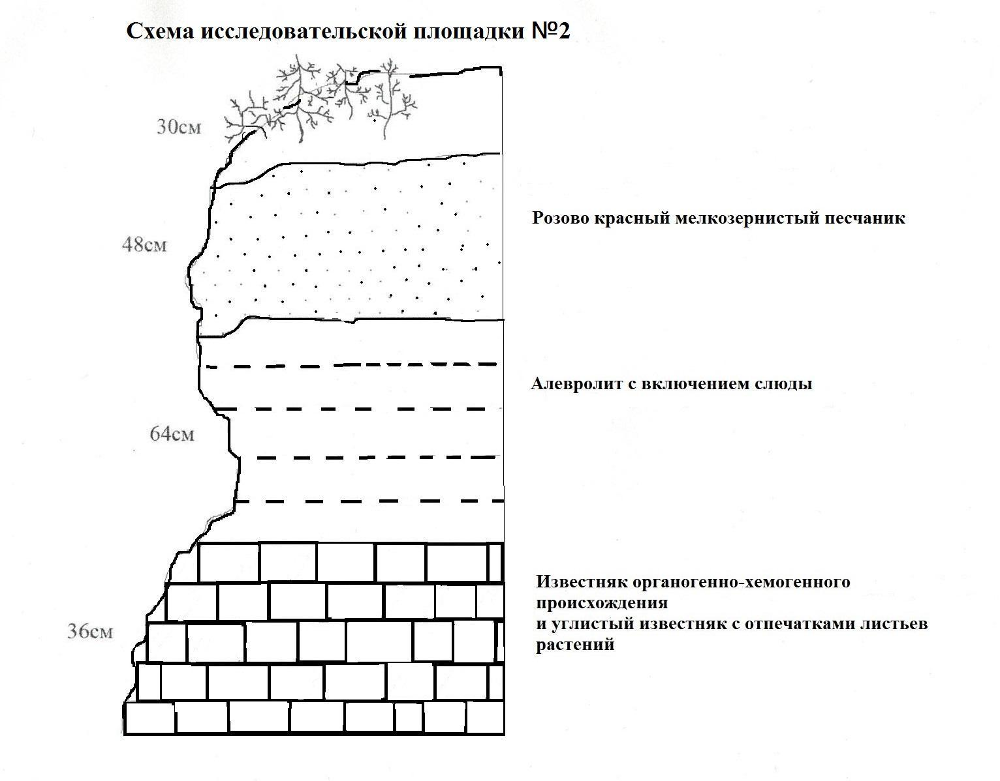 Схема исследовательской площадки №2
30см
Розово красный мелкозернистый песчаник
48см
Алевролит с включением слюды
64см
Известняк органогенно-хемогенного
происхождения
и углистый известняк с отпечатками листьев
растений
36см